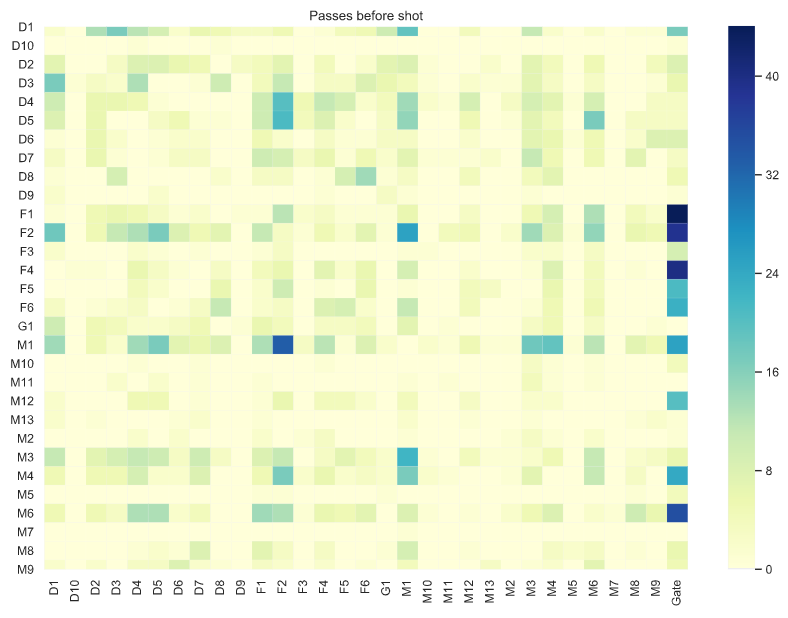 Passes before shot
D1
D10
D2
D3
D4
D5
D6
D7
D8
D9
F1
F2
F3
F4
F5
F6
G1
M1
M10
M11
M12
M13
M2
M3
M4
M5
M6
M7
M8
M9
D1 D10 D2 D3 D4 D5 D6 D7 D8 D9 F1 F2 F3 F4 F5 F6 G1 M1 M10 M11 M12 M13 M2 M3 M4 M5 M6 M7 M8 M9 Gate
40
32
24
16
8
0